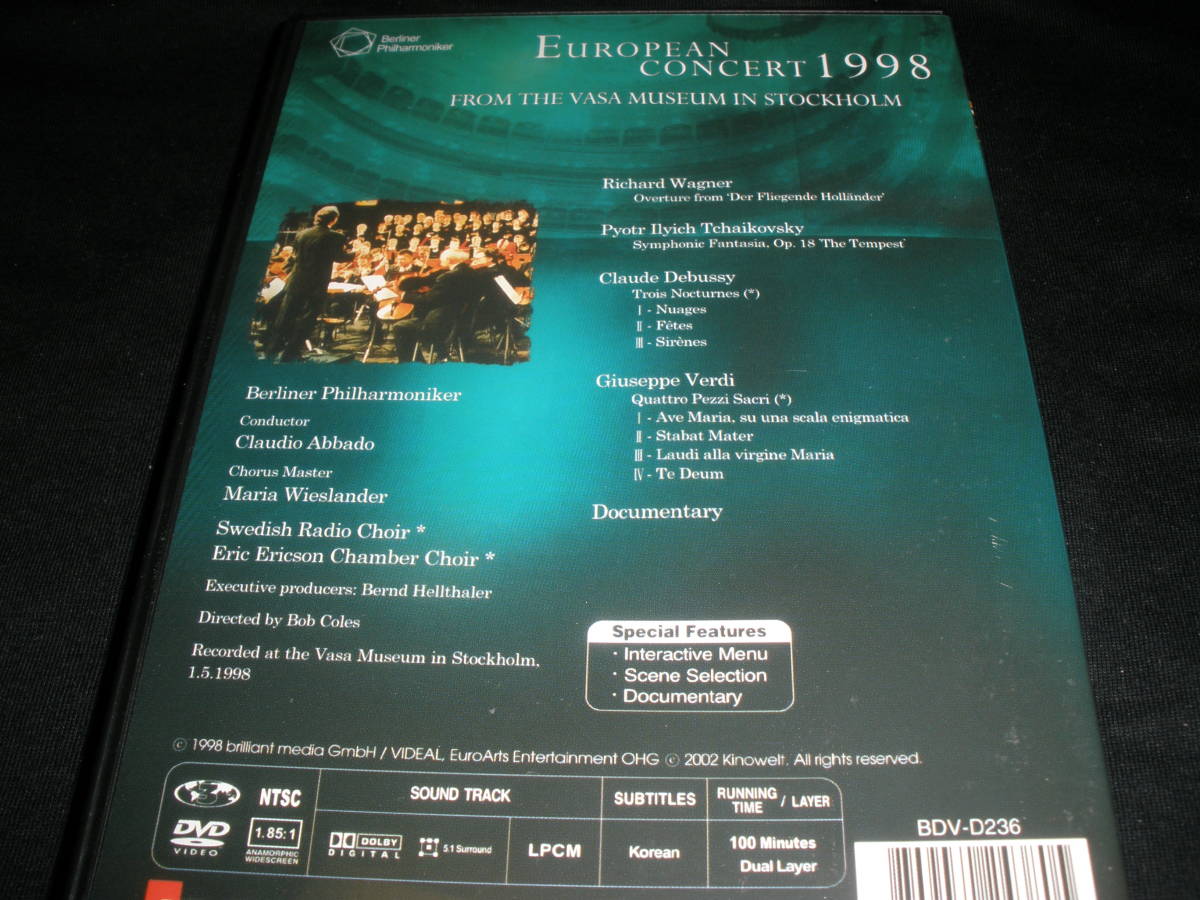 Berliner
Philharmoniker
EUROPEAN
CONCERT 1998
FROM THE VASA MUSEUM IN STOCKHOLM
Richard Wagner
Overture from 'Der Fliegende Holländer'
Pyotr Ilyich Tchaikovsky
Symphonic Fantasia, Op. 18 'The Tempest'
Claude Debussy
Trois Nocturnes (*)
I - Nuages
II - Fêtes
III - Sirènes
Giuseppe Verdi
Quattro Pezzi Sacri (*)
I - Ave Maria, su una scala enigmatica
II - Stabat Mater
III - Laudi alla virgine Maria
IV - Te Deum
Documentary
Berliner Philharmoniker
Conductor
Claudio Abbado
Chorus Master
Maria Wieslander
Swedish Radio Choir *
Eric Ericson Chamber Choir *
Executive producers: Bernd Hellthaler
Directed by Bob Coles
Recorded at the Vasa Museum in Stockholm,
1.5.1998
Special Features
· Interactive Menu
· Scene Selection
· Documentary
© 1998 brilliant media GmbH / VIDEAL, EuroArts Entertainment OHG © 2002 Kinowelt. All rights reserved.
3
NTSC
DVD
VIDEO
1.85:1
ANAMORPHIC
WIDESCREEN
SOUND TRACK
DOLBY
DIGITAL
5.1 Surround
LPCM
SUBTITLES
Korean
RUNNING
TIME / LAYER
100 Minutes
Dual Layer
BDV-D236